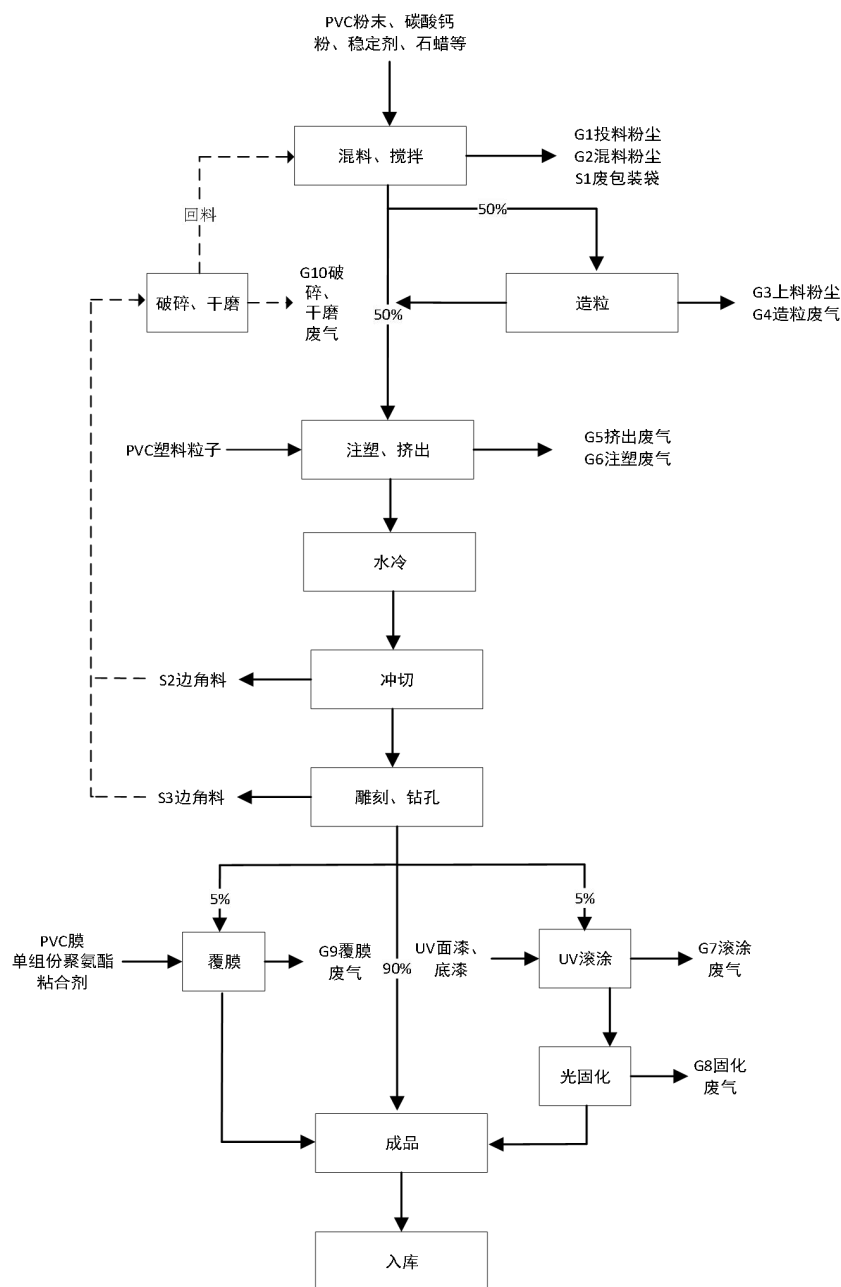 PVC粉末、碳酸钙
粉、稳定剂、石蜡等
混料、搅拌
G1投料粉尘
G2混料粉尘
S1废包装袋
回料
50%
破碎、干磨
G10破
碎、
干磨
废气
50%
造粒
G3上料粉尘
G4造粒废气
PVC塑料粒子
注塑、挤出
G5挤出废气
G6注塑废气
水冷
S2边角料
冲切
S3边角料
雕刻、钻孔
5%
5%
PVC膜
单组份聚氨酯
粘合剂
覆膜
G9覆膜
废气
90%
UV面漆、
底漆
UV滚涂
G7滚涂
废气
光固化
G8固化
废气
成品
入库